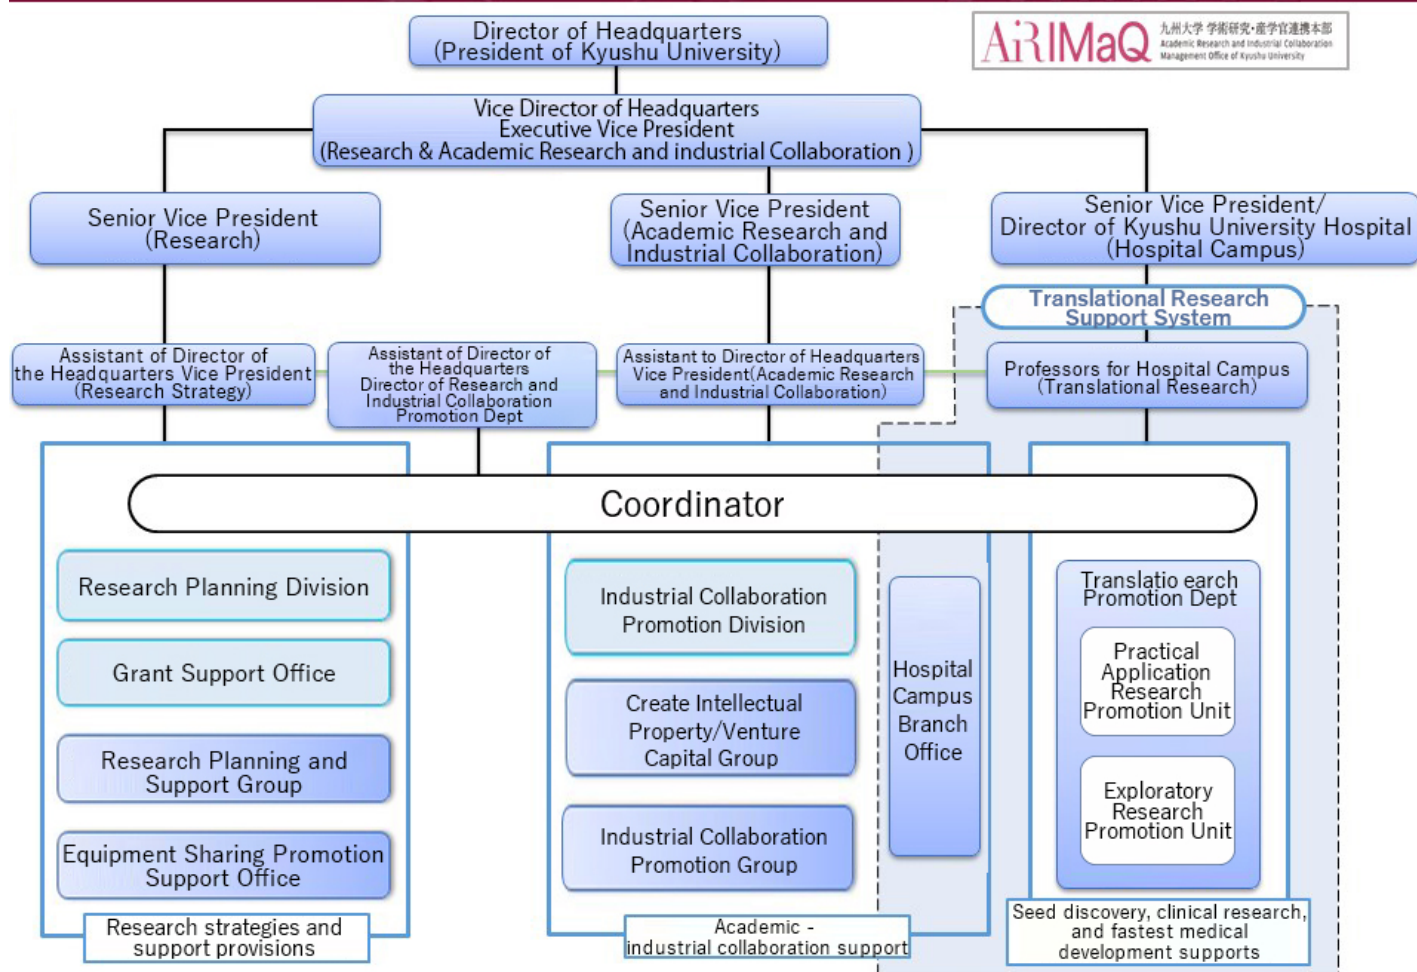 Director of Headquarters
(President of Kyushu University)
AiRIMaQ
九州大学 学術研究・産学官連携本部
Academic Research and Industrial Collaboration
Management Office of Kyushu University
Vice Director of Headquarters
Executive Vice President
(Research & Academic Research and industrial Collaboration )
Senior Vice President
(Research)
Senior Vice President
(Academic Research and
Industrial Collaboration)
Senior Vice President/
Director of Kyushu University Hospital
(Hospital Campus)
Translational Research
Support System
Assistant of Director of
the Headquarters Vice President
(Research Strategy)
Assistant of Director of
the Headquarters
Director of Research and
Industrial Collaboration
Promotion Dept
Assistant to Director of Headquarters
Vice President(Academic Research
and Industrial Collaboration)
Professors for Hospital Campus
(Translational Research)
Coordinator
Research Planning Division
Grant Support Office
Research Planning and
Support Group
Equipment Sharing Promotion
Support Office
Research strategies and
support provisions
Industrial Collaboration
Promotion Division
Create Intellectual
Property/Venture
Capital Group
Industrial Collaboration
Promotion Group
Academic -
industrial collaboration support
Hospital
Campus
Branch
Office
Translatio earch
Promotion Dept
Practical
Application
Research
Promotion Unit
Exploratory
Research
Promotion Unit
Seed discovery, clinical research,
and fastest medical
development supports